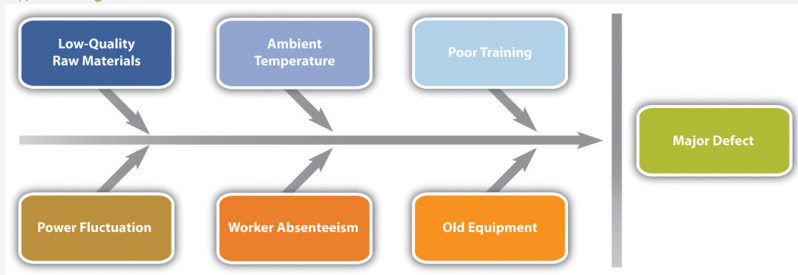 Low-Quality
Raw Materials
Ambient
Temperature
Poor Training
Major Defect
Power Fluctuation
Worker Absenteeism
Old Equipment